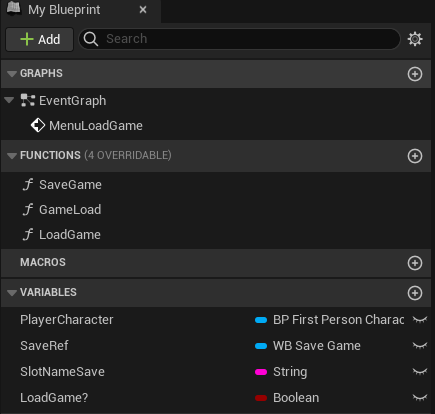 My Blueprint
Add
Search
GRAPHS
EventGraph
MenuLoadGame
FUNCTIONS (4 OVERRIDABLE)
SaveGame
GameLoad
LoadGame
MACROS
VARIABLES
PlayerCharacter BP First Person Charac
SaveRef WB Save Game
SlotNameSave String
LoadGame? Boolean